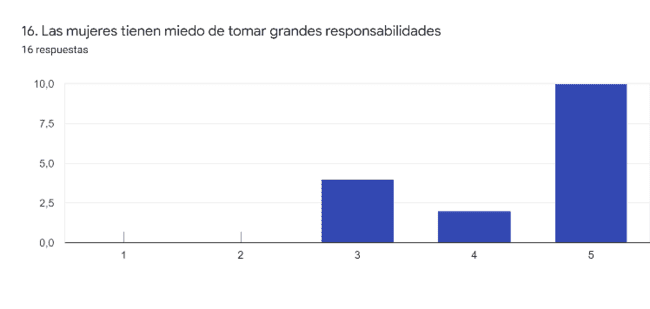 16. Las mujeres tienen miedo de tomar grandes responsabilidades
16 respuestas
10,0
7,5
5,0
2,5
0,0
1 2 3 4 5